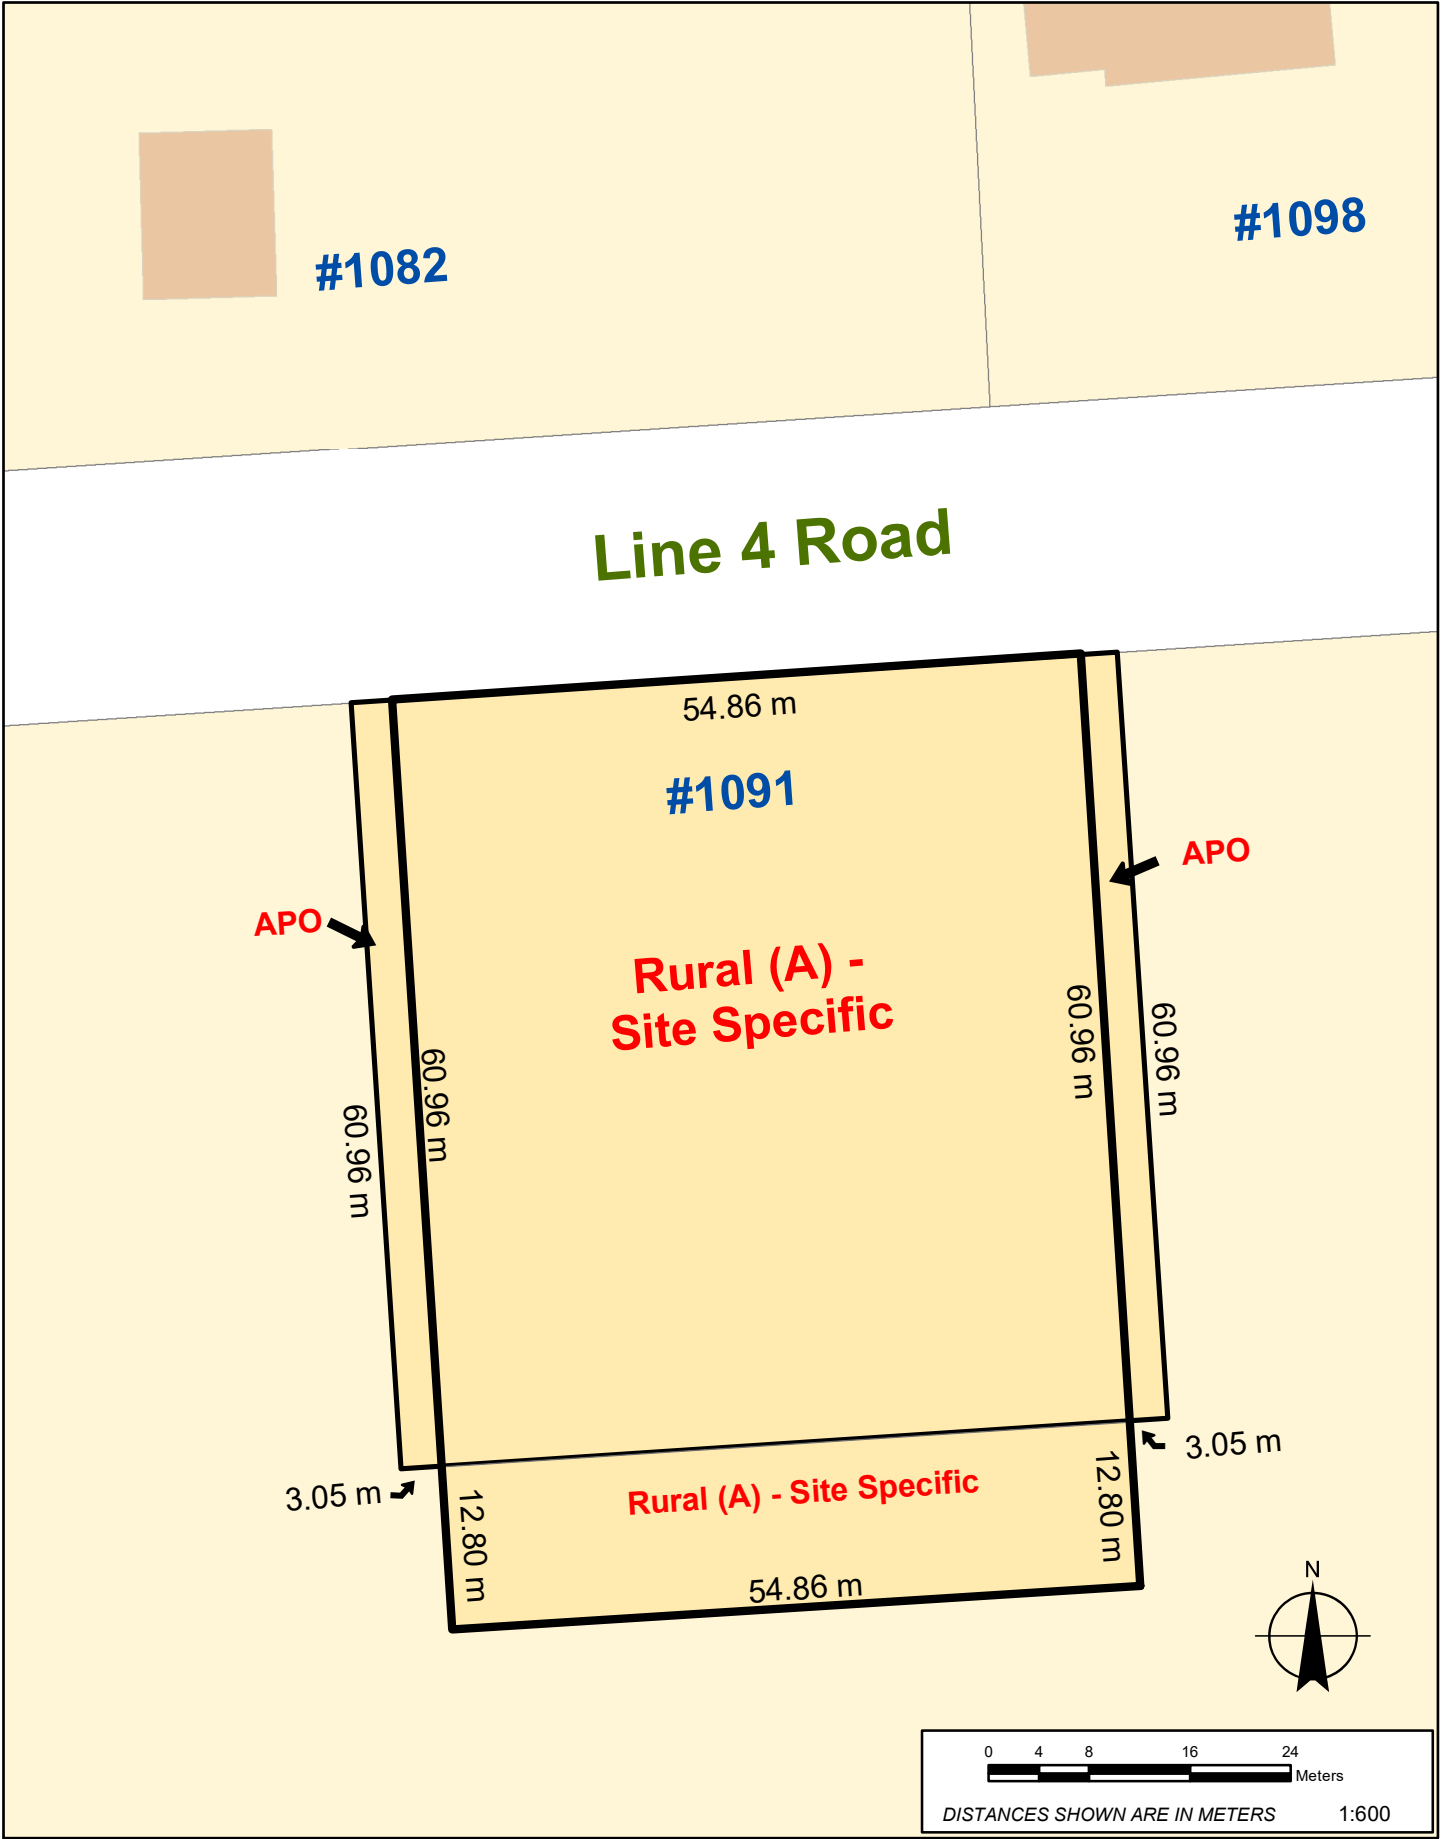 #1098
#1082
Line 4 Road
54.86 m
#1091
APO
APO
Rural (A) -
Site Specific
60.96 m
60.96 m
60.96 m
60.96 m
3.05 m
3.05 m
Rural (A) - Site Specific
12.80 m
12.80 m
54.86 m
N
0 4 8 16 24
Meters
DISTANCES SHOWN ARE IN METERS 1:600